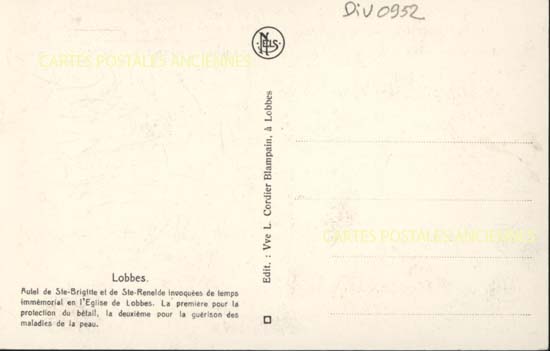 DiV0952
NELS
CARTES POSTALES ANCIENNES
Edit. : Vve L. Cordier Blampain, à Lobbes
CARTES POSTALES ANCIENNES
Lobbes.
Autel de Ste-Brigitte et de Ste-Renelde invoquées de temps
immémorial en l'Eglise de Lobbes. La première pour la
protection du bétail, la deuxième pour la guérison des
maladies de la peau.